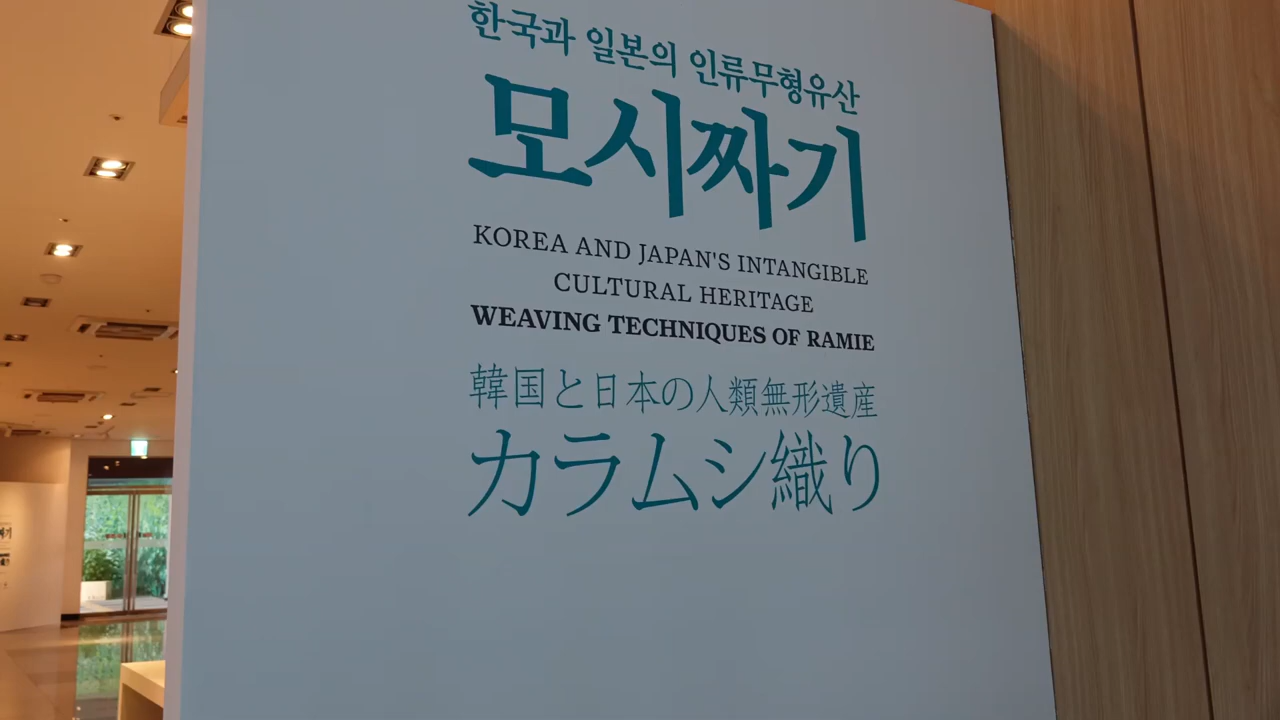 한국과 일본의 인류무형유산
모시짜기
KOREA AND JAPAN'S INTANGIBLE
CULTURAL HERITAGE
WEAVING TECHNIQUES OF RAMIE
韓国と日本の人類無形遺産
カラムシ織り